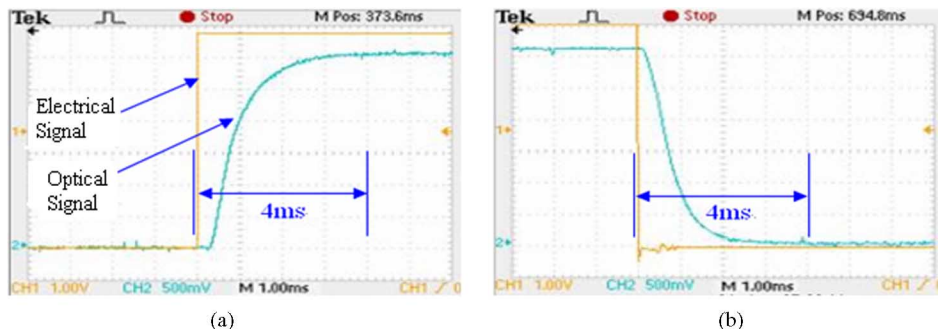 Tek
Stop
M Pos: 373.6ms
Electrical
Signal
1
Optical
Signal
4ms
2
CH1 1.00V
CH2 500mV
M 1.00ms
CH1
(a)
Tek
Stop
M Pos: 694.8ms
1
4ms
2
CH1 1.00V
CH2 500mV
M 1.00ms
CH1
(b)